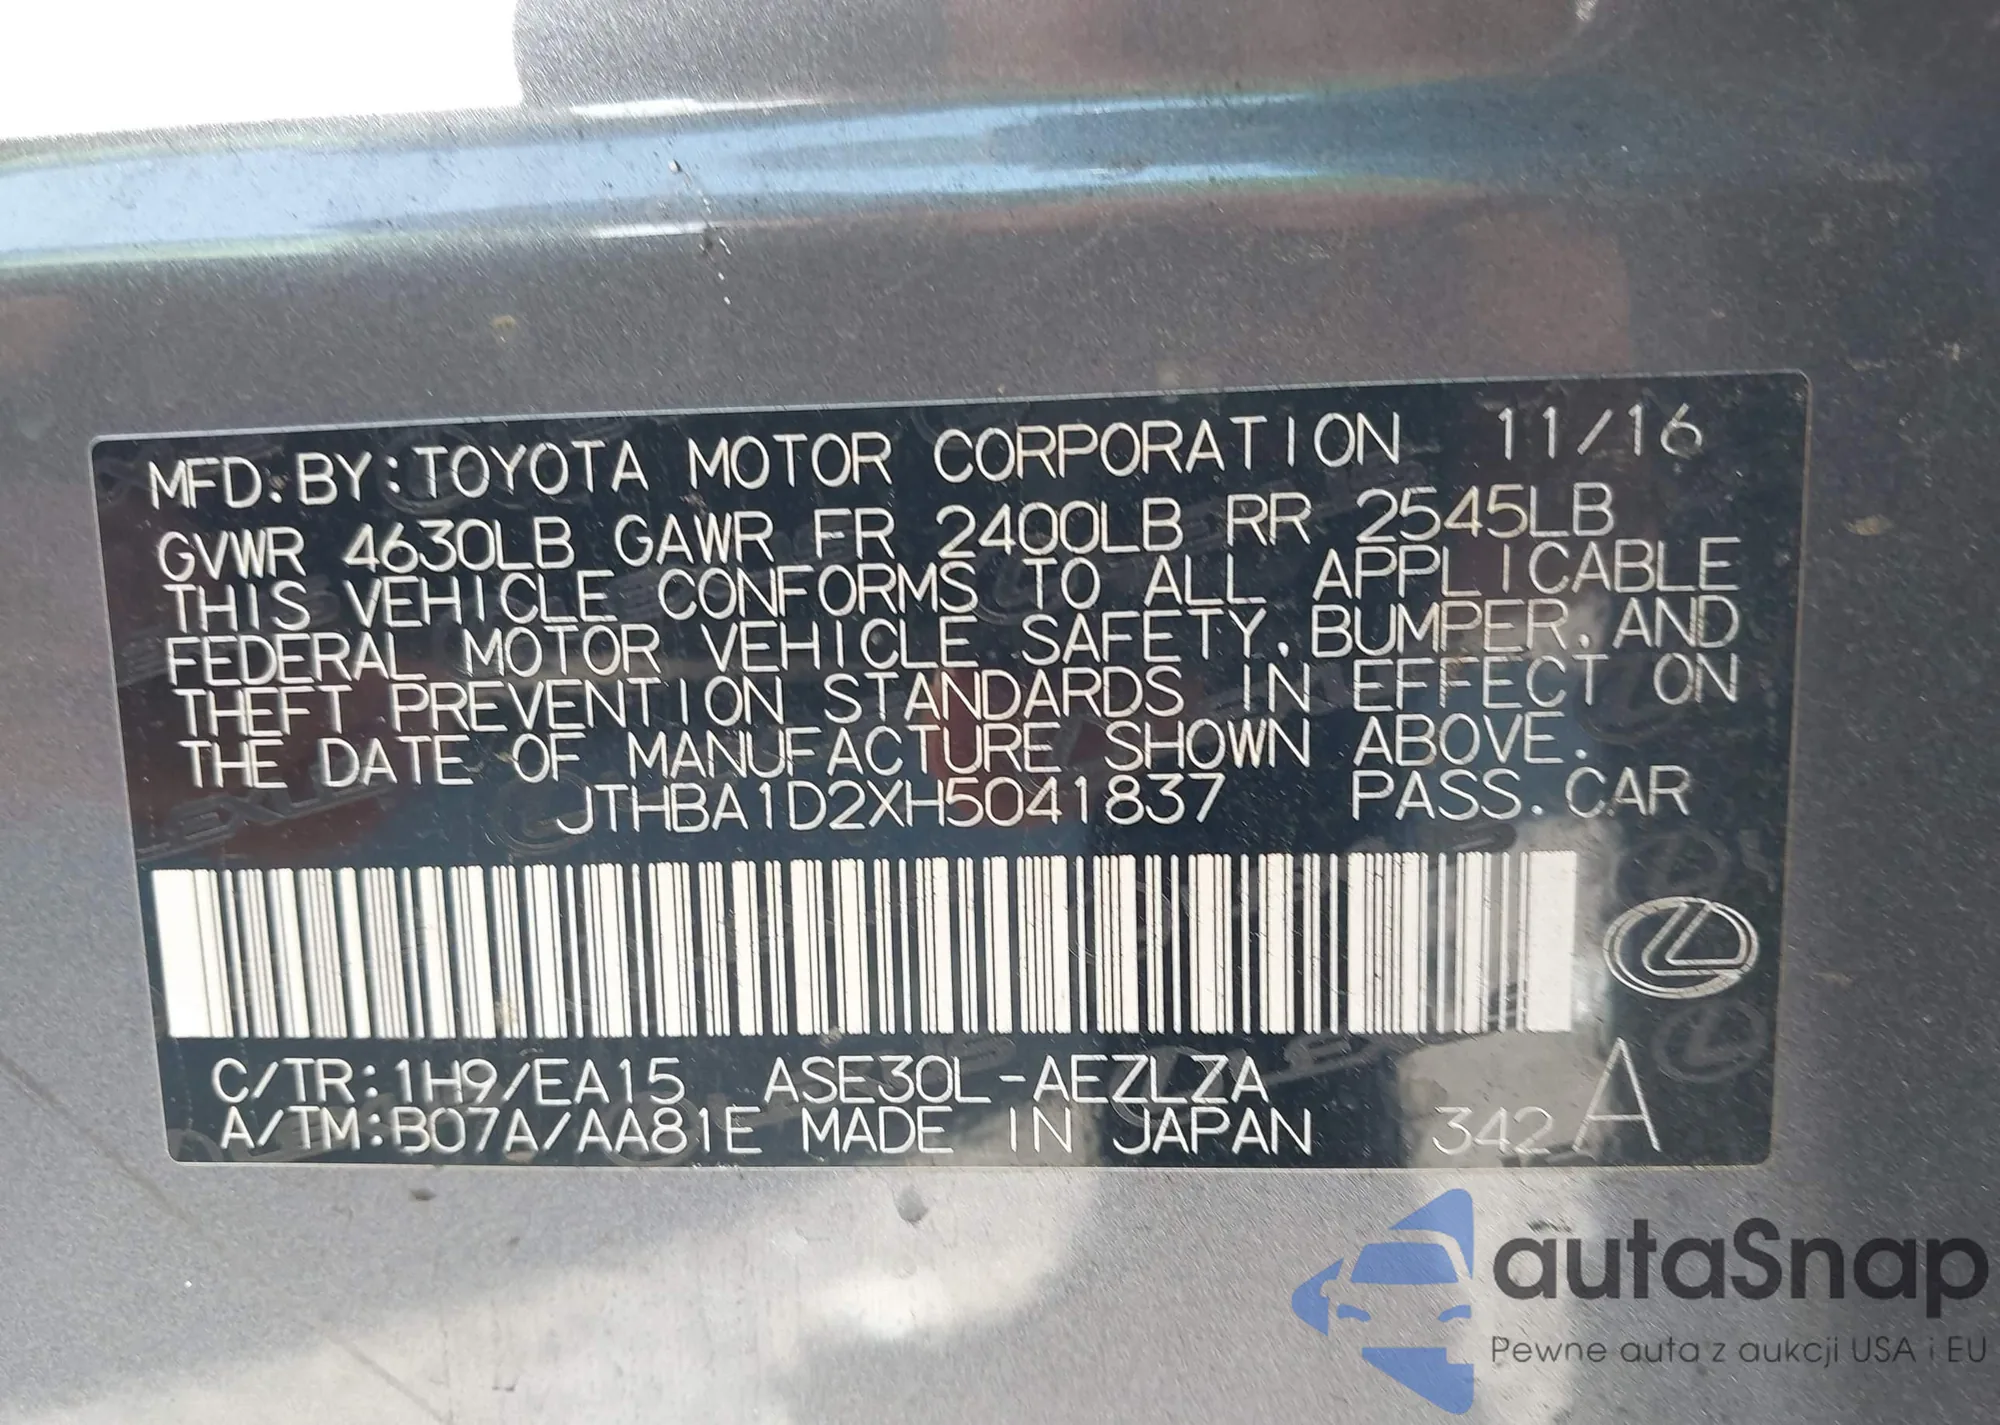 MFD. BY: TOYOTA MOTOR CORPORATION 11/16
GVWR 4630LB GAWR FR 2400LB RR 2545LB
THIS VEHICLE CONFORMS TO ALL APPLICABLE
FEDERAL MOTOR VEHICLE SAFETY, BUMPER, AND
THEFT PREVENTION STANDARDS IN EFFECT ON
THE DATE OF MANUFACTURE SHOWN ABOVE.
JTHBA1D2XH5041837 PASS. CAR
C/TR: 1H9/EA15 ASE30L-AEZLZA
A/TM: B07A/AA81E MADE IN JAPAN 342 A
autaSnap
Pewne auta z aukcji USA i EU